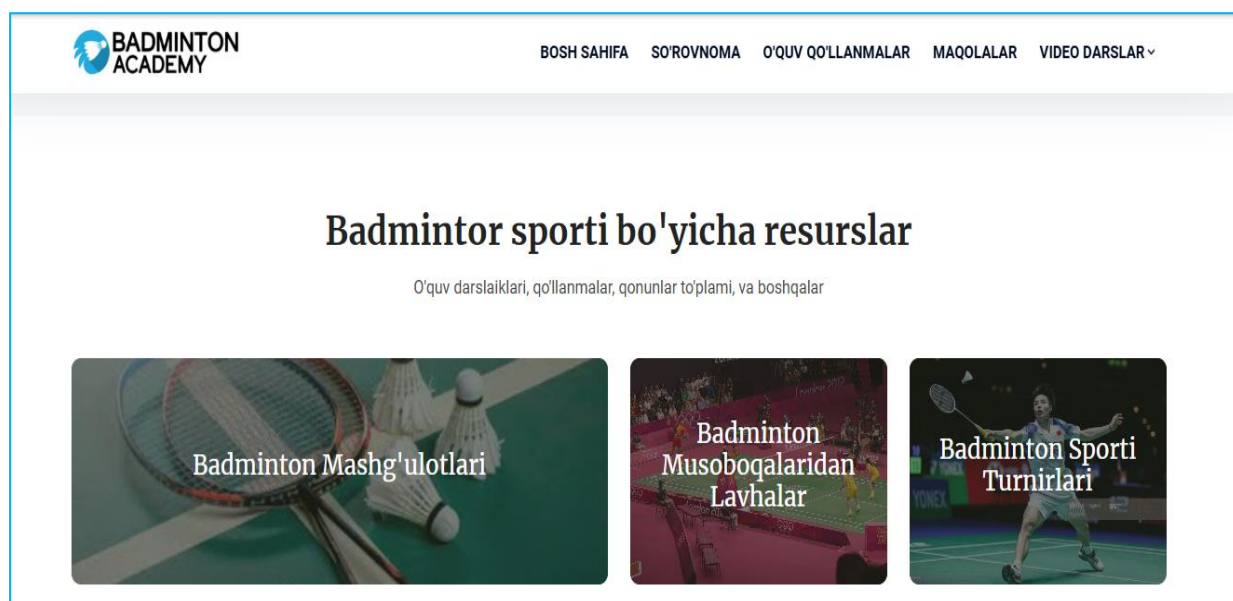 BADMINTON
ACADEMY
BOSH SAHIFA SO'ROVNOMA O'QUV QO'LLANMALAR MAQOLALAR VIDEO DARSLAR
Badmintor sporti bo'yicha resurslar
O'quv darslaiklari, qo'llanmalar, qonunlar to'plami, va boshqalar
Badminton Mashg'ulotlari
Badminton
Musoboqalaridan
Lavhalar
Badminton Sporti
Turnirlari
YONEX